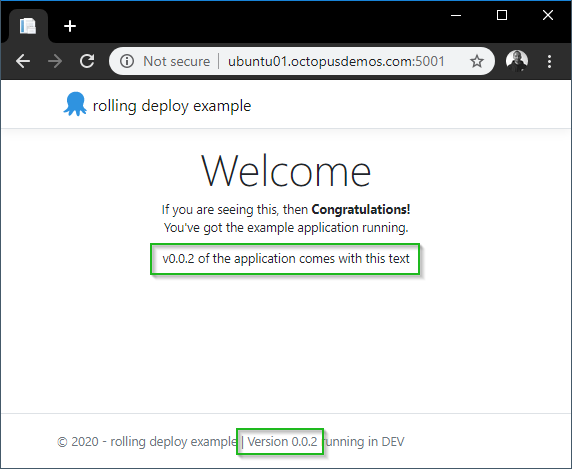 Not secure | ubuntu01.octopusdemos.com:5001
rolling deploy example
Welcome
If you are seeing this, then Congratulations!
You've got the example application running.
v0.0.2 of the application comes with this text
© 2020 - rolling deploy example | Version 0.0.2 running in DEV